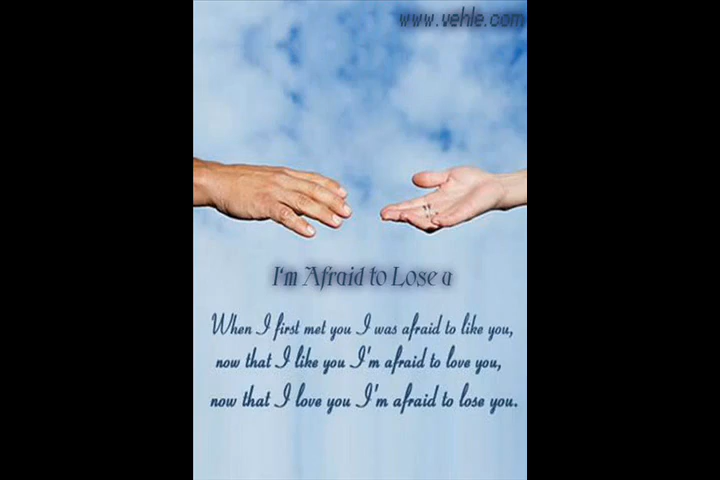 www.vehle.com
I'm Afraid to Lose a
When I first met you I was afraid to like you,
now that I like you I'm afraid to love you,
now that I love you I'm afraid to lose you.